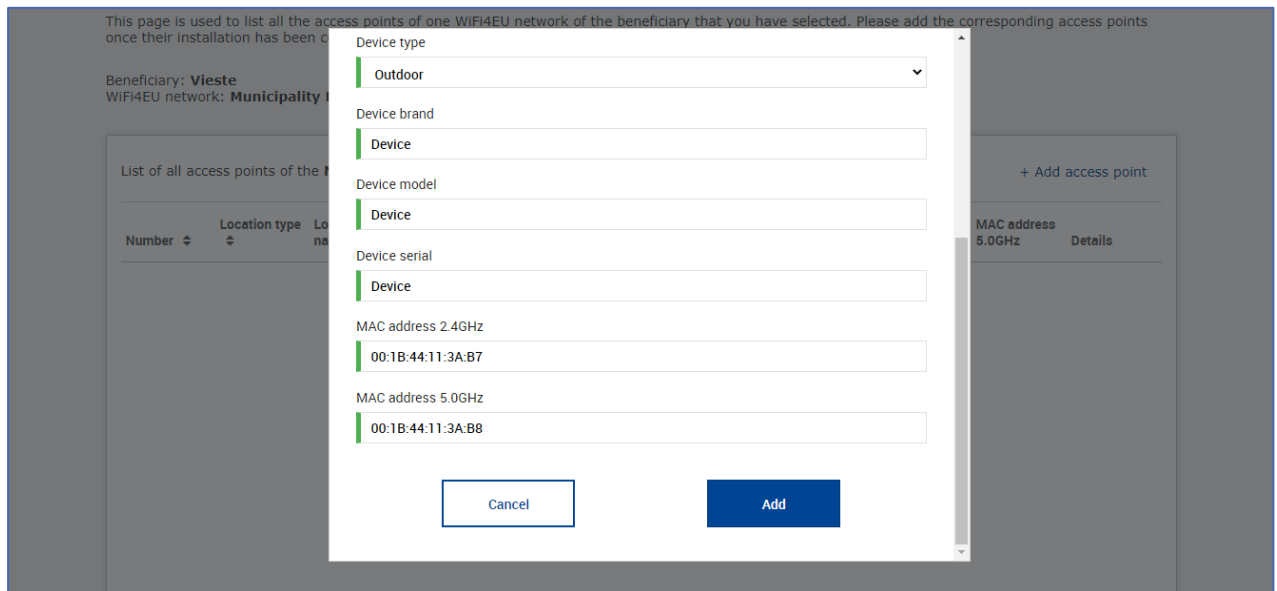 This page is used to list all the access points of one WiFi4EU network of the beneficiary that you have selected. Please add the corresponding access points
once their installation has been
Beneficiary: Vieste
WiFi4EU network: Municipality
List of all access points of the
+ Add access point
Number
Location type
MAC address
5.0GHz
Details
Device type
Outdoor
Device brand
Device
Device model
Device
Device serial
Device
MAC address 2.4GHz
00:1B:44:11:3A:B7
MAC address 5.0GHz
00:1B:44:11:3A:B8
Cancel
Add